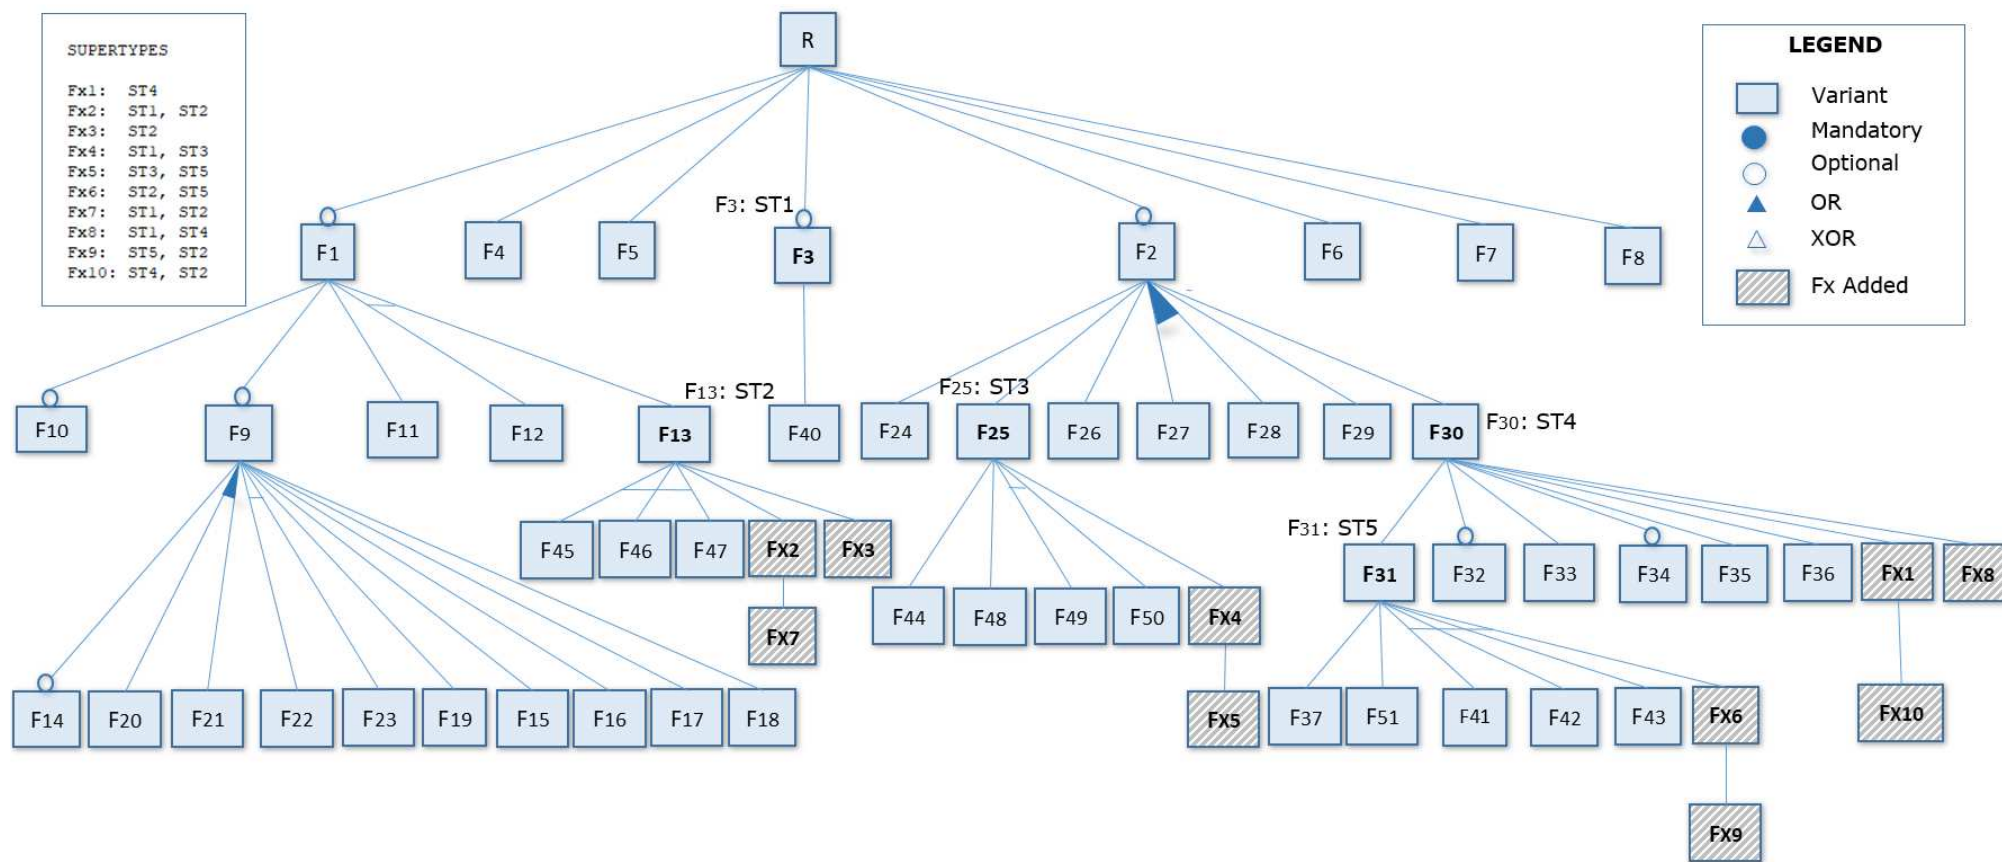 SUPERTYPES
Fx1: ST4
Fx2: ST1, ST2
Fx3: ST2
Fx4: ST1, ST3
Fx5: ST3, ST5
Fx6: ST2, ST5
Fx7: ST1, ST2
Fx8: ST1, ST4
Fx9: ST5, ST2
Fx10: ST4, ST2
R
LEGEND
Variant
Mandatory
Optional
OR
XOR
Fx Added
F3: ST1
F1
F4
F5
F3
F2
F6
F7
F8
F13: ST2
F25: ST3
F30: ST4
F10
F9
F11
F12
F13
F40
F24
F25
F26
F27
F28
F29
F30
F31: ST5
F45
F46
F47
FX2
FX3
F31
F32
F33
F34
F35
F36
FX1
FX8
FX7
F44
F48
F49
F50
FX4
F14
F20
F21
F22
F23
F19
F15
F16
F17
F18
FX5
F37
F51
F41
F42
F43
FX6
FX10
FX9